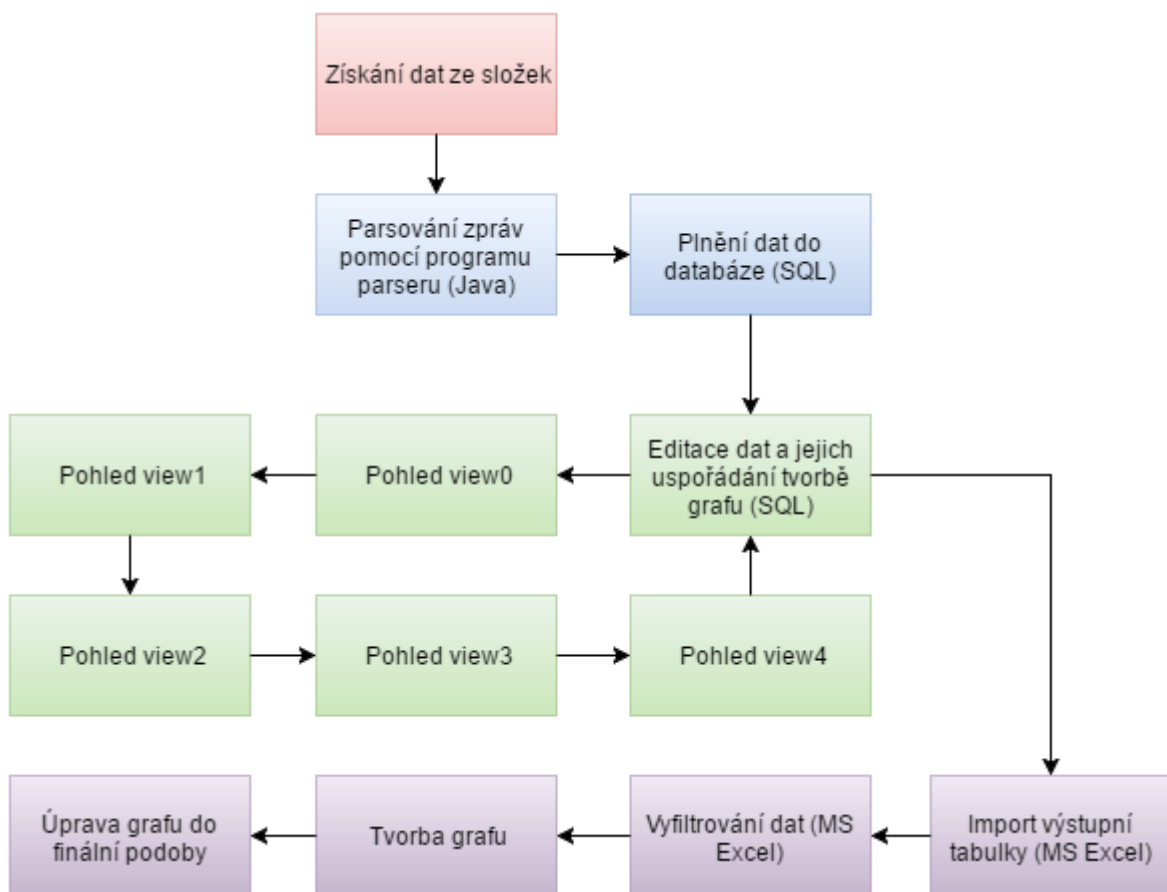 Získání dat ze složek
Parsování zpráv
pomocí programu
parseru (Java)
Plnění dat do
databáze (SQL)
Pohled view1
Pohled view0
Editace dat a jejich
uspořádání tvorbě
grafu (SQL)
Pohled view2
Pohled view3
Pohled view4
Úprava grafu do
finální podoby
Tvorba grafu
Vyfiltrování dat (MS
Excel)
Import výstupní
tabulky (MS Excel)